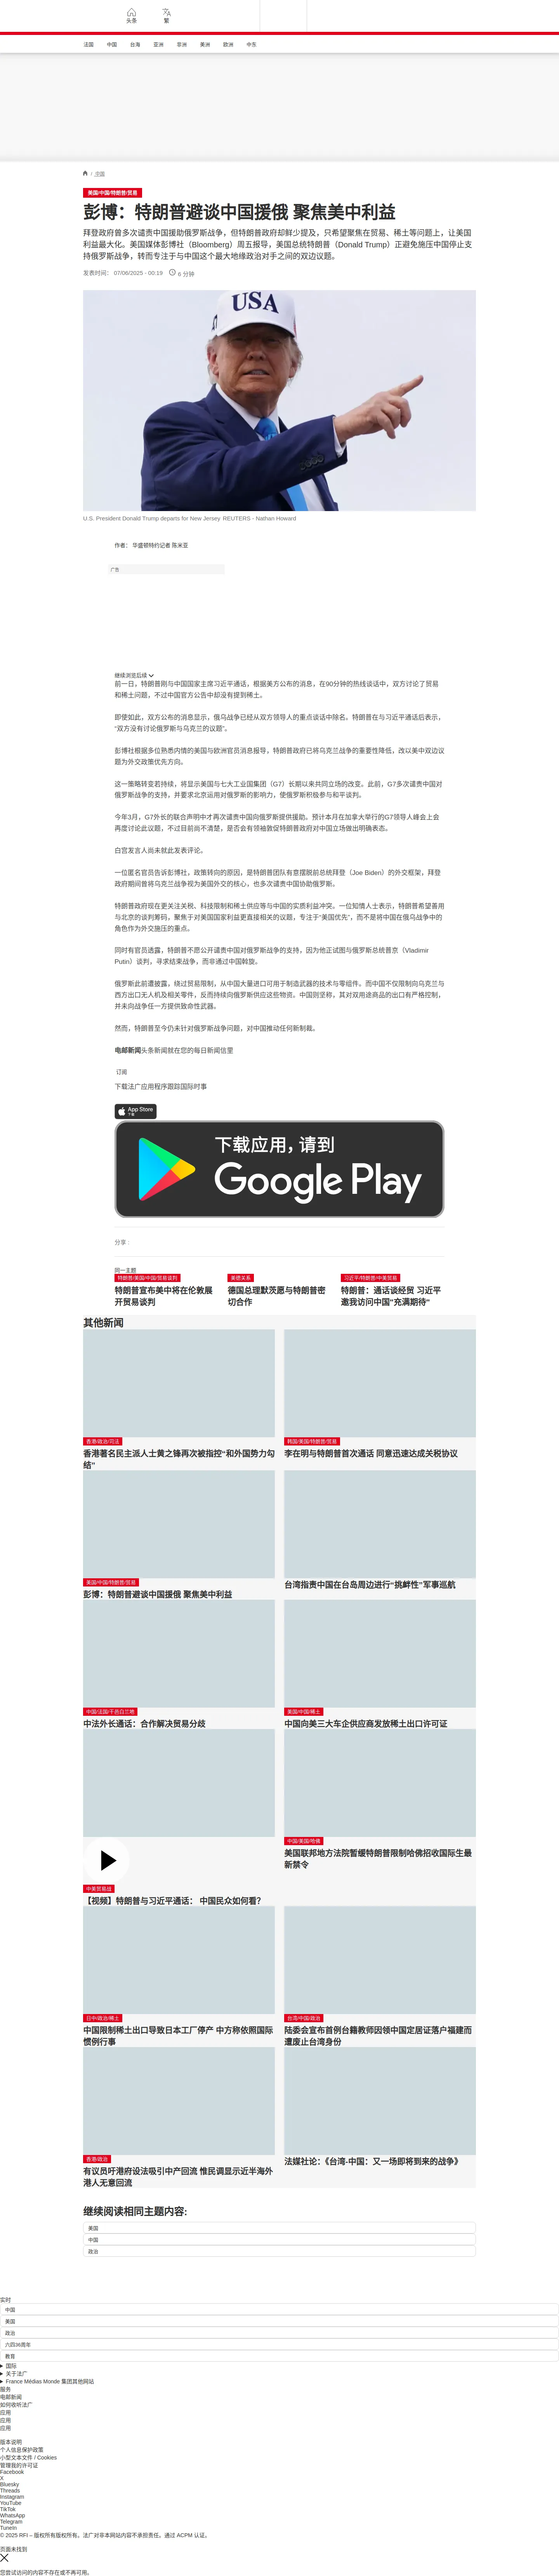 头条
繁
法国
中国
台海
亚洲
非洲
美洲
欧洲
中东
/ 中国
美国/中国/特朗普/贸易
彭博：特朗普避谈中国援俄 聚焦美中利益
拜登政府曾多次谴责中国援助俄罗斯战争，但特朗普政府却鲜少提及，只希望聚焦在贸易、稀土等问题上，让美国
利益最大化。美国媒体彭博社（Bloomberg）周五报导，美国总统特朗普（Donald Trump）正避免施压中国停止支
持俄罗斯战争，转而专注于与中国这个最大地缘政治对手之间的双边议题。
发表时间： 07/06/2025 - 00:19 6 分钟
USA
U.S. President Donald Trump departs for New Jersey REUTERS - Nathan Howard
作者： 华盛顿特约记者 陈米亚
广告
继续浏览后续
前一日，特朗普刚与中国国家主席习近平通话，根据美方公布的消息，在90分钟的热线谈话中，双方讨论了贸易
和稀土问题，不过中国官方公告中却没有提到稀土。
即使如此，双方公布的消息显示，俄乌战争已经从双方领导人的重点谈话中除名。特朗普在与习近平通话后表示，
“双方没有讨论俄罗斯与乌克兰的议题”。
彭博社根据多位熟悉内情的美国与欧洲官员消息报导，特朗普政府已将乌克兰战争的重要性降低，改以美中双边议
题为外交政策优先方向。
这一策略转变若持续，将显示美国与七大工业国集团（G7）长期以来共同立场的改变。此前，G7多次谴责中国对
俄罗斯战争的支持，并要求北京运用对俄罗斯的影响力，使俄罗斯积极参与和平谈判。
今年3月，G7外长的联合声明中才再次谴责中国向俄罗斯提供援助。预计本月在加拿大举行的G7领导人峰会上会
再度讨论此议题，不过目前尚不清楚，是否会有领袖敦促特朗普政府对中国立场做出明确表态。
白宫发言人尚未就此发表评论。
一位匿名官员告诉彭博社，政策转向的原因，是特朗普团队有意摆脱前总统拜登（Joe Biden）的外交框架，拜登
政府期间曾将乌克兰战争视为美国外交的核心，也多次谴责中国协助俄罗斯。
特朗普政府现在更关注关税、科技限制和稀土供应等与中国的实质利益冲突。一位知情人士表示，特朗普希望善用
与北京的谈判筹码，聚焦于对美国国家利益更直接相关的议题，专注于“美国优先”，而不是将中国在俄乌战争中的
角色作为外交施压的重点。
同时有官员透露，特朗普不愿公开谴责中国对俄罗斯战争的支持，因为他正试图与俄罗斯总统普京（Vladimir
Putin）谈判，寻求结束战争，而非通过中国斡旋。
俄罗斯此前遭披露，绕过贸易限制，从中国大量进口可用于制造武器的技术与零组件。而中国不仅限制向乌克兰与
西方出口无人机及相关零件，反而持续向俄罗斯供应这些物资。中国则坚称，其对双用途商品的出口有严格控制，
并未向战争任一方提供致命性武器。
然而，特朗普至今仍未针对俄罗斯战争问题，对中国推动任何新制裁。
电邮新闻头条新闻就在您的每日新闻信里
订阅
下载法广应用程序跟踪国际时事
App Store
下载
下载应用，请到
Google Play
分享 :
同一主题
特朗普/美国/中国/贸易谈判
特朗普宣布美中将在伦敦展
开贸易谈判
美德关系
德国总理默茨愿与特朗普密
切合作
习近平/特朗普/中美贸易
特朗普：通话谈经贸 习近平
邀我访问中国"充满期待"
其他新闻
香港/政治/司法
香港著名民主派人士黄之锋再次被指控“和外国势力勾
结”
韩国/美国/特朗普/贸易
李在明与特朗普首次通话 同意迅速达成关税协议
美国/中国/特朗普/贸易
彭博：特朗普避谈中国援俄 聚焦美中利益
台湾指责中国在台岛周边进行“挑衅性”军事巡航
中国/法国/干邑白兰地
中法外长通话：合作解决贸易分歧
美国/中国/稀土
中国向美三大车企供应商发放稀土出口许可证
中美贸易战
【视频】特朗普与习近平通话： 中国民众如何看?
中国/美国/哈佛
美国联邦地方法院暂缓特朗普限制哈佛招收国际生最
新禁令
日中/政治/稀土
中国限制稀土出口导致日本工厂停产 中方称依照国际
惯例行事
台湾/中国/政治
陆委会宣布首例台籍教师因领中国定居证落户福建而
遭废止台湾身份
香港/政治
有议员吁港府设法吸引中产回流 惟民调显示近半海外
港人无意回流
法媒社论：《台湾-中国：又一场即将到来的战争》
继续阅读相同主题内容:
美国
中国
政治
实时
中国
美国
政治
六四36周年
教育
国际
关于法广
France Médias Monde 集团其他网站
服务
电邮新闻
如何收听法广
应用
应用
应用
版本说明
个人信息保护政策
小型文本文件 / Cookies
管理我的许可证
Facebook
X
Bluesky
Threads
Instagram
YouTube
TikTok
WhatsApp
Telegram
TuneIn
© 2025 RFI – 版权所有版权所有。法广对非本网站内容不承担责任。通过 ACPM 认证。
页面未找到
您尝试访问的内容不存在或不再可用。